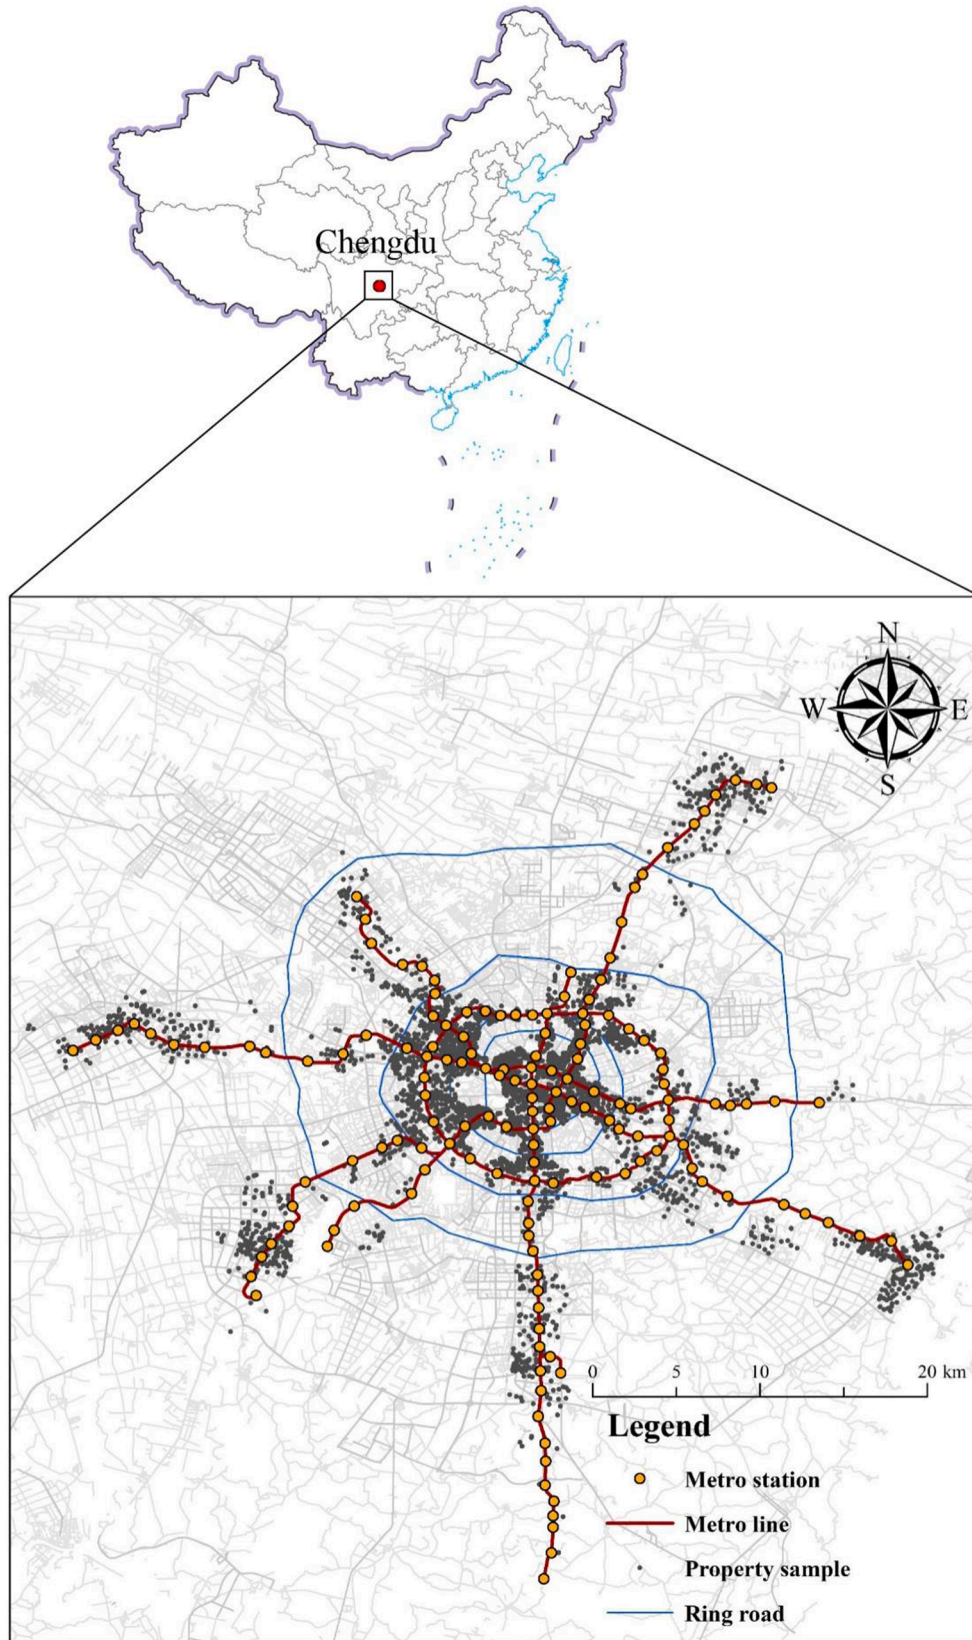 Chengdu
N
W E
S
0 5 10 20 km
Legend
Metro station
Metro line
Property sample
Ring road